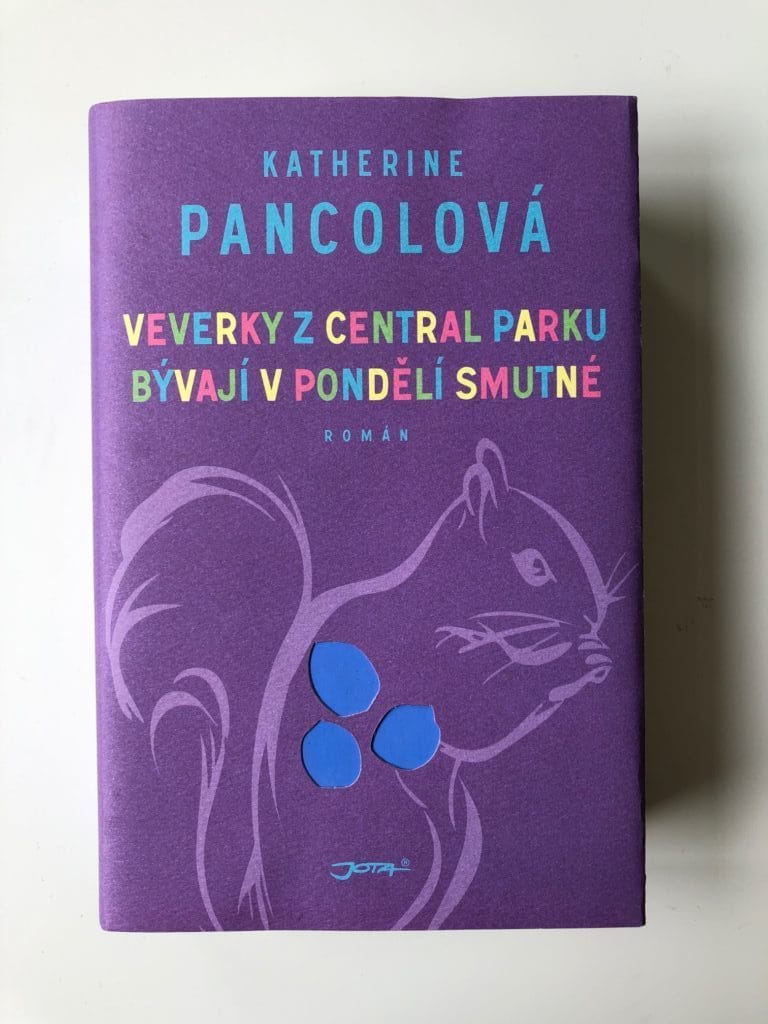 KATHERINE
PANCOLOVÁ
VEVERKY Z CENTRAL PARKU
BÝVAJÍ V PONDĚLÍ SMUTNÉ
ROMÁN
JOTA®